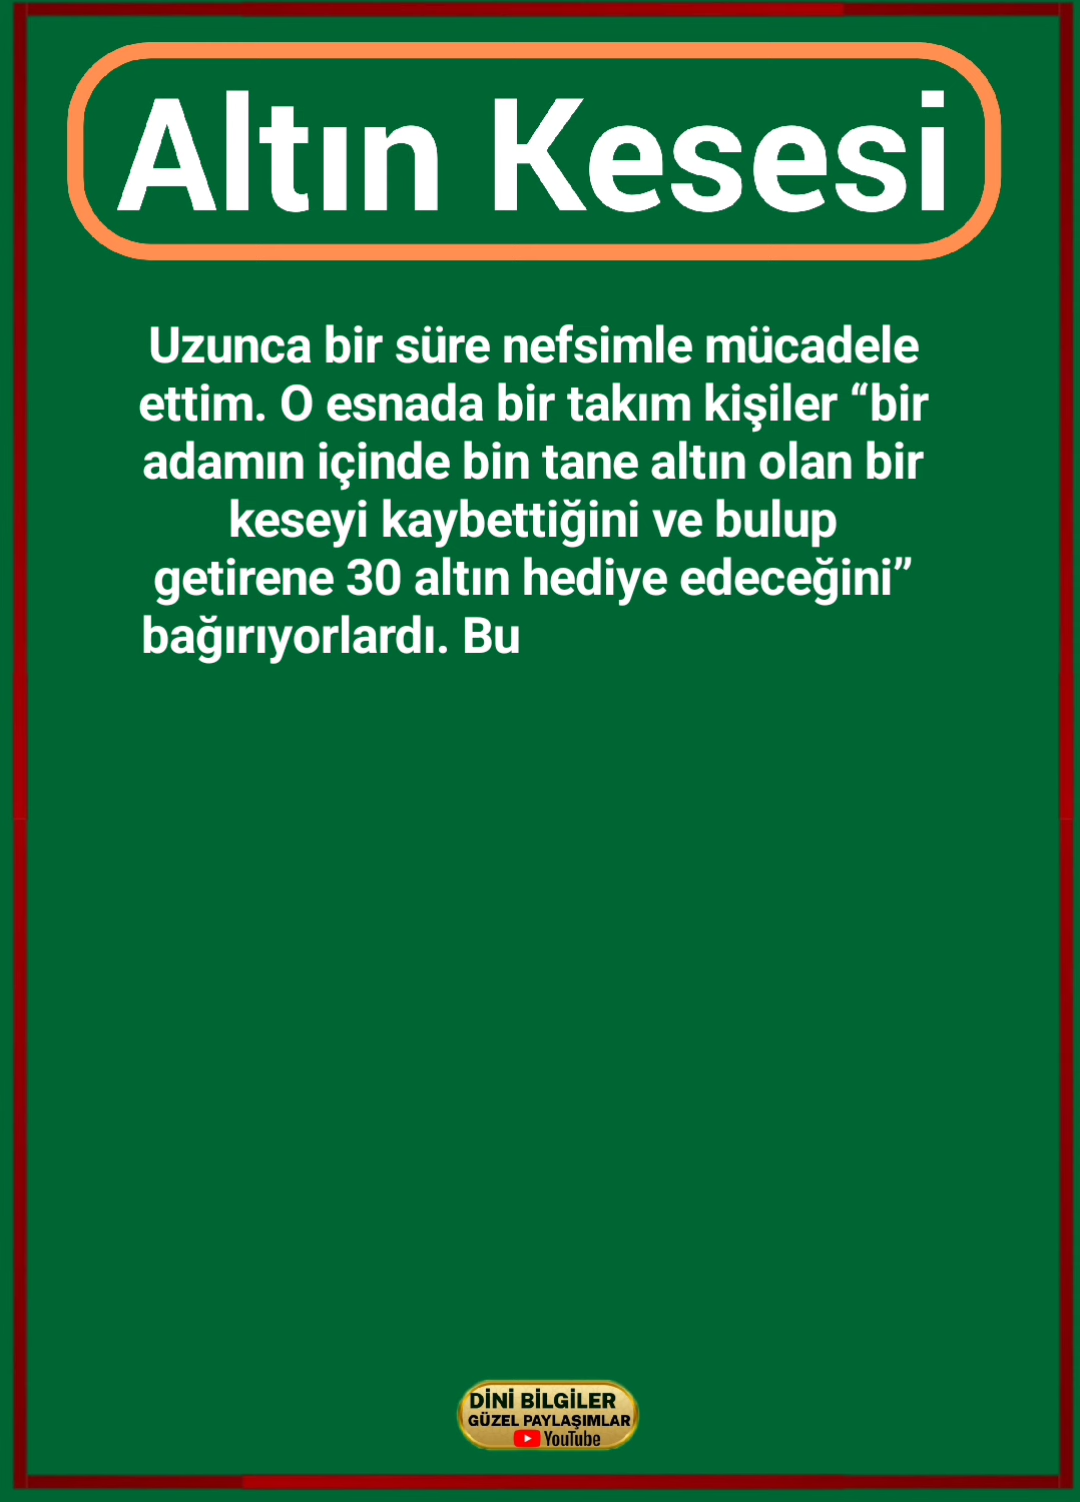 Altın Kesesi
Uzunca bir süre nefsimle mücadele
ettim. O esnada bir takım kişiler “bir
adamın içinde bin tane altın olan bir
keseyi kaybettiğini ve bulup
getirene 30 altın hediye edeceğini”
bağırıyorlardı. Bu
DİNİ BİLGİLER
GÜZEL PAYLAŞIMLAR
YouTube